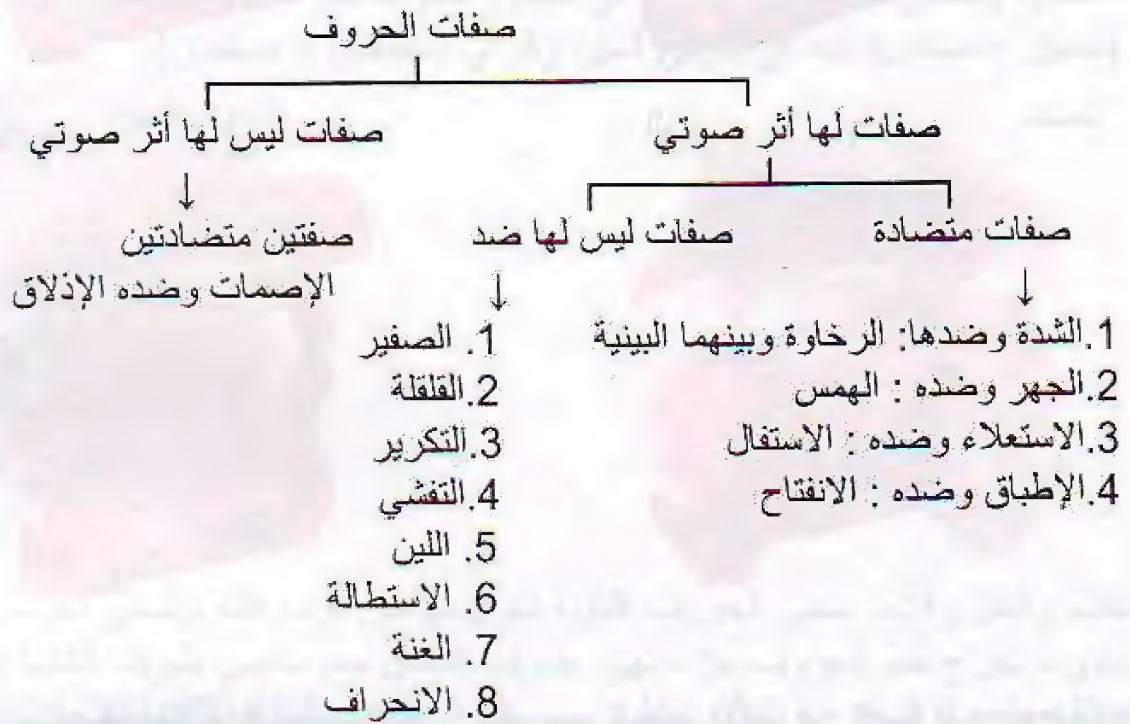 صفات الحروف
صفات لها أثر صوتي
صفات ليس لها أثر صوتي
صفات متضادة
صفات ليس لها ضد
صفتين متضادتين
الإصمات وضده الإذلاق
↓
1.الشدة وضدها: الرخاوة وبينهما البينية
2.الجهر وضده : الهمس
3.الاستعلاء وضده : الاستفال
4.الإطباق وضده : الانفتاح
↓
1. الصفير
2.القلقلة
3.التكرير
4.التفشي
5. اللين
6. الاستطالة
7. الغنة
8. الانحراف
↓